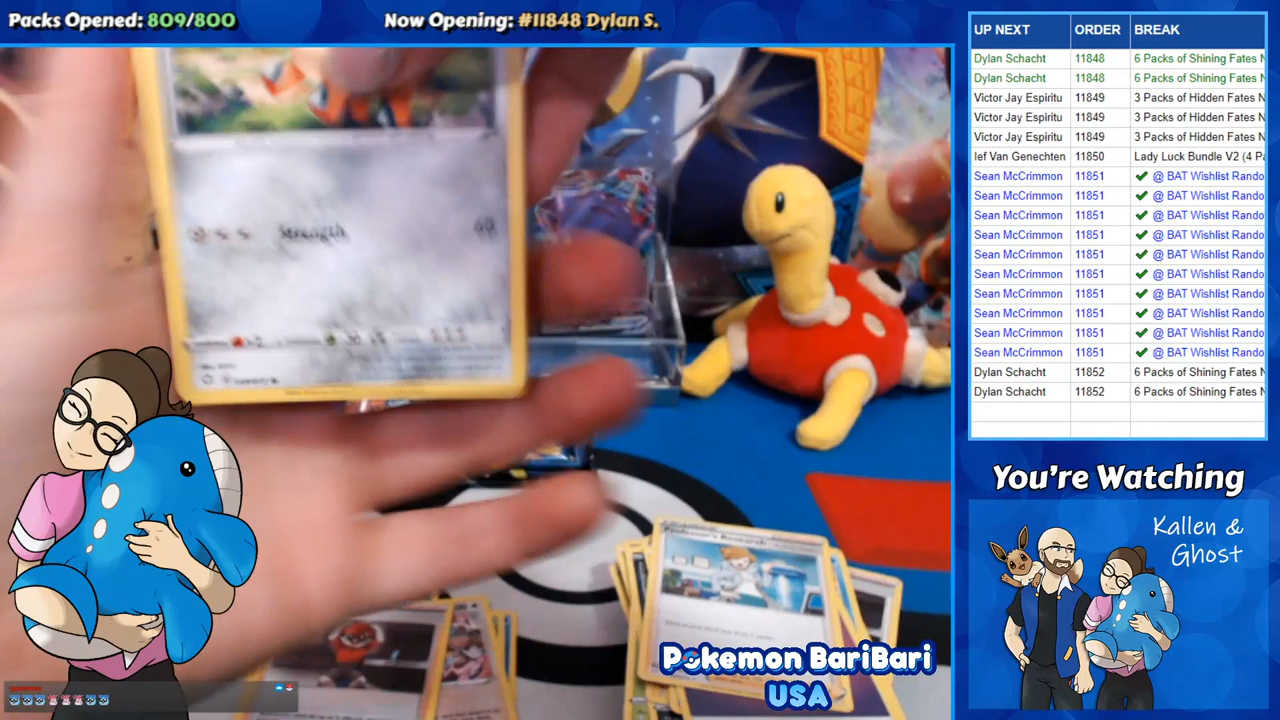 Packs Opened: 809/800
Now Opening: #11848 Dylan S.
UP NEXT ORDER BREAK
Dylan Schacht 11848 6 Packs of Shining Fates N
Dylan Schacht 11848 6 Packs of Shining Fates N
Victor Jay Espiritu 11849 3 Packs of Hidden Fates N
Victor Jay Espiritu 11849 3 Packs of Hidden Fates N
Victor Jay Espiritu 11849 3 Packs of Hidden Fates N
Ief Van Genechten 11850 Lady Luck Bundle V2 (4 Pa
Sean McCrimmon 11851 ✔ @ BAT Wishlist Rando
Sean McCrimmon 11851 ✔ @ BAT Wishlist Rando
Sean McCrimmon 11851 ✔ @ BAT Wishlist Rando
Sean McCrimmon 11851 ✔ @ BAT Wishlist Rando
Sean McCrimmon 11851 ✔ @ BAT Wishlist Rando
Sean McCrimmon 11851 ✔ @ BAT Wishlist Rando
Sean McCrimmon 11851 ✔ @ BAT Wishlist Rando
Sean McCrimmon 11851 ✔ @ BAT Wishlist Rando
Sean McCrimmon 11851 ✔ @ BAT Wishlist Rando
Sean McCrimmon 11851 ✔ @ BAT Wishlist Rando
Dylan Schacht 11852 6 Packs of Shining Fates N
Dylan Schacht 11852 6 Packs of Shining Fates N
Strength 60
Professor's Research
Pokemon BariBari
USA
You're Watching
Kallen &
Ghost